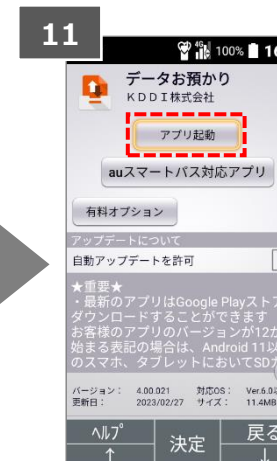 11
4G 100% 16
データお預かり
KDDI株式会社
アプリ起動
auスマートパス対応アプリ
有料オプション
アップデートについて
自動アップデートを許可
★重要★
・最新のアプリはGoogle Playスト
ダウンロードすることができます
お客様のアプリのバージョンが12か
始まる表記の場合は、Android 11以
のスマホ、タブレットにおいてSDカ
バージョン： 4.00.021 対応OS： Ver.6.0
更新日： 2023/02/27 サイズ： 11.4MB
ﾍﾙﾌﾟ 決定 戻る
↑ ↓